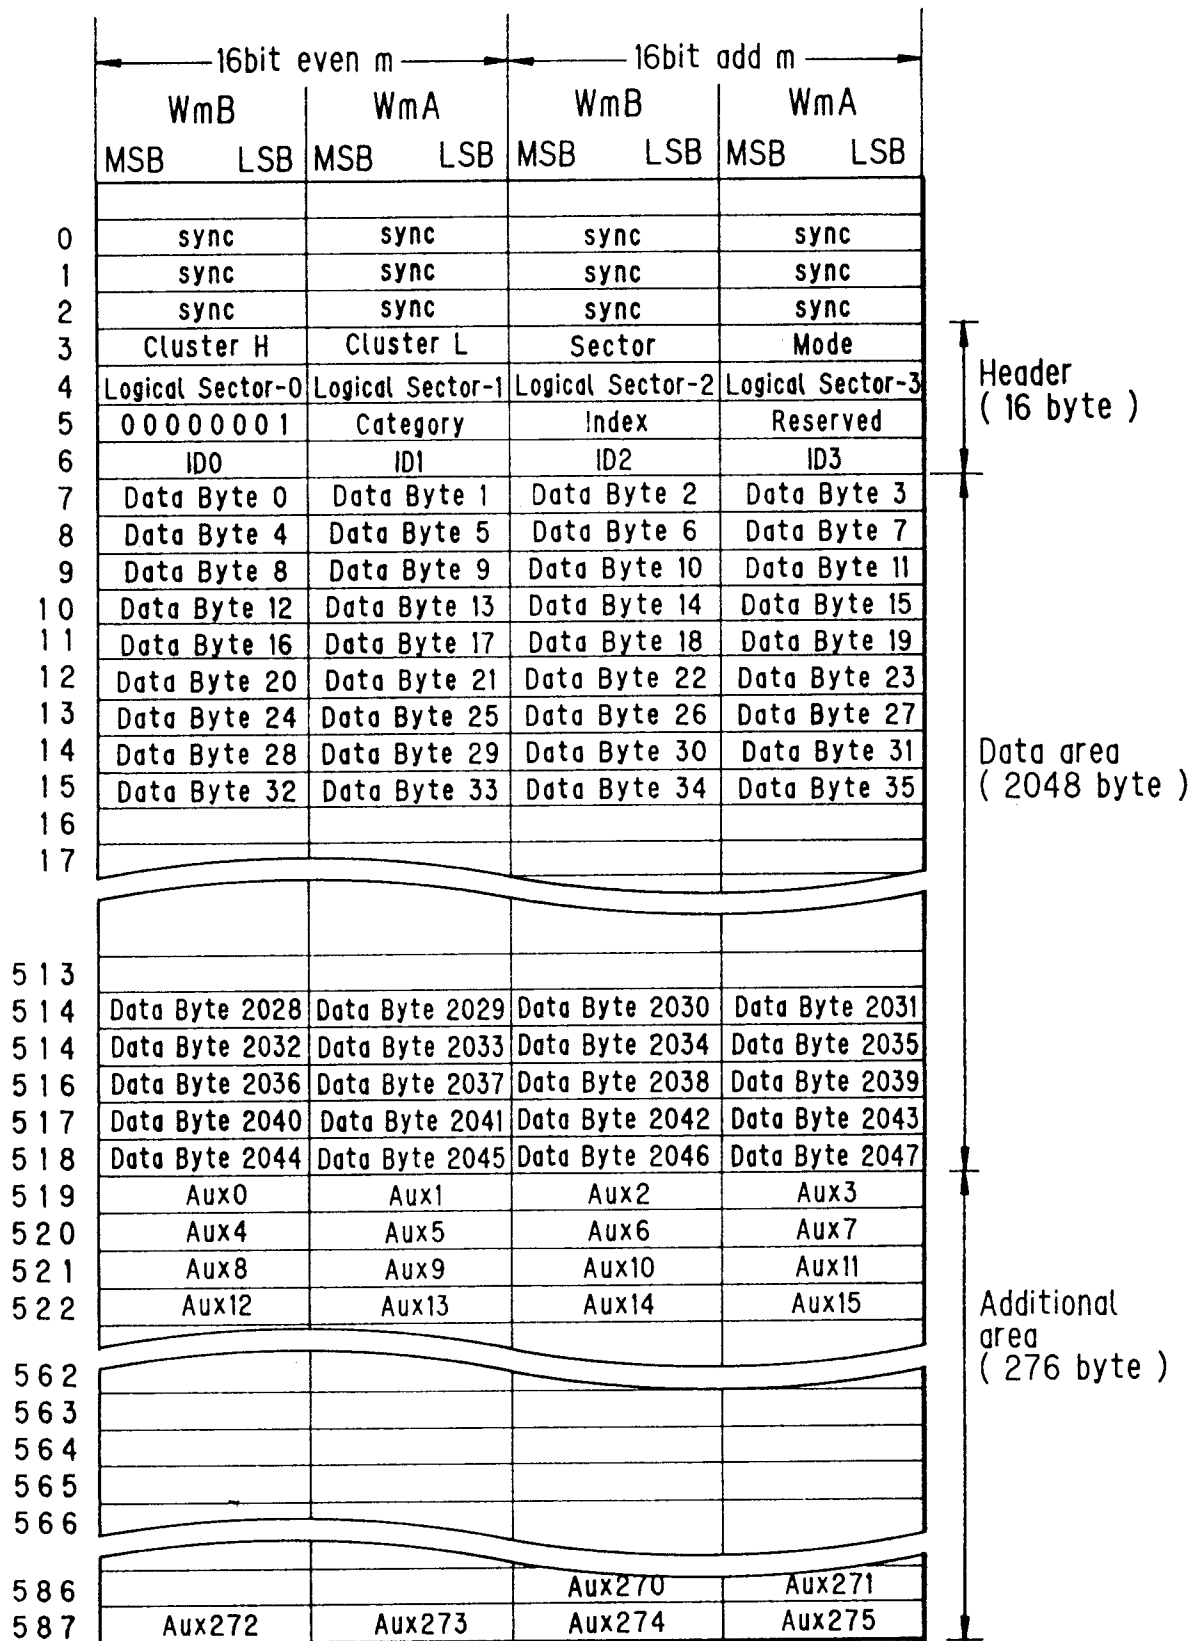 16bit even m 16bit add m
WmB WmA WmB WmA
MSB LSB MSB LSB MSB LSB MSB LSB
0 sync sync sync sync
1 sync sync sync sync
2 sync sync sync sync
3 Cluster H Cluster L Sector Mode
4 Logical Sector-0 Logical Sector-1 Logical Sector-2 Logical Sector-3
5 00000001 Category Index Reserved
6 ID0 ID1 ID2 ID3
Header
( 16 byte )
7 Data Byte 0 Data Byte 1 Data Byte 2 Data Byte 3
8 Data Byte 4 Data Byte 5 Data Byte 6 Data Byte 7
9 Data Byte 8 Data Byte 9 Data Byte 10 Data Byte 11
10 Data Byte 12 Data Byte 13 Data Byte 14 Data Byte 15
11 Data Byte 16 Data Byte 17 Data Byte 18 Data Byte 19
12 Data Byte 20 Data Byte 21 Data Byte 22 Data Byte 23
13 Data Byte 24 Data Byte 25 Data Byte 26 Data Byte 27
14 Data Byte 28 Data Byte 29 Data Byte 30 Data Byte 31
15 Data Byte 32 Data Byte 33 Data Byte 34 Data Byte 35
16
17
Data area
( 2048 byte )
513
514 Data Byte 2028 Data Byte 2029 Data Byte 2030 Data Byte 2031
514 Data Byte 2032 Data Byte 2033 Data Byte 2034 Data Byte 2035
516 Data Byte 2036 Data Byte 2037 Data Byte 2038 Data Byte 2039
517 Data Byte 2040 Data Byte 2041 Data Byte 2042 Data Byte 2043
518 Data Byte 2044 Data Byte 2045 Data Byte 2046 Data Byte 2047
519 Aux0 Aux1 Aux2 Aux3
520 Aux4 Aux5 Aux6 Aux7
521 Aux8 Aux9 Aux10 Aux11
522 Aux12 Aux13 Aux14 Aux15
Additional
area
( 276 byte )
562
563
564
565
566
586 Aux270 Aux271
587 Aux272 Aux273 Aux274 Aux275